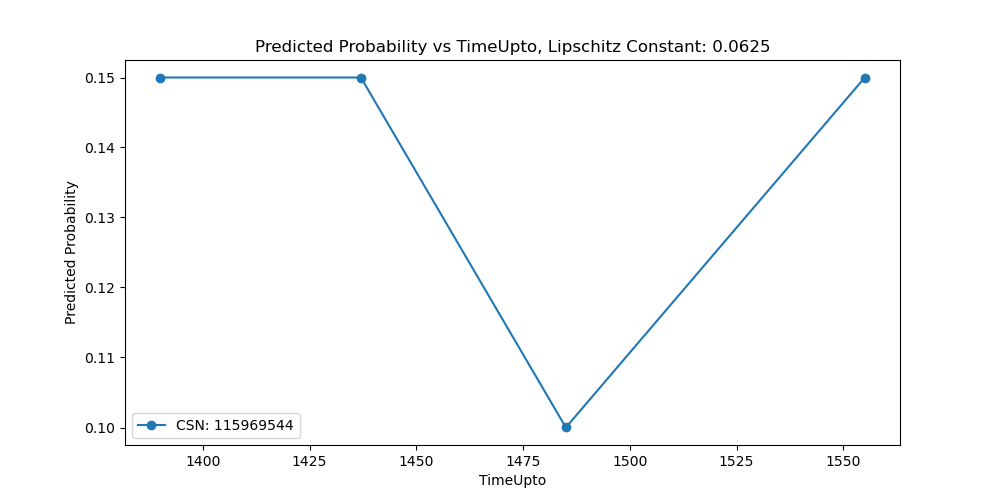 Predicted Probability vs TimeUpto, Lipschitz Constant: 0.0625
0.15
0.14
0.13
0.12
0.11
0.10
Predicted Probability
CSN: 115969544
1400 1425 1450 1475 1500 1525 1550
TimeUpto